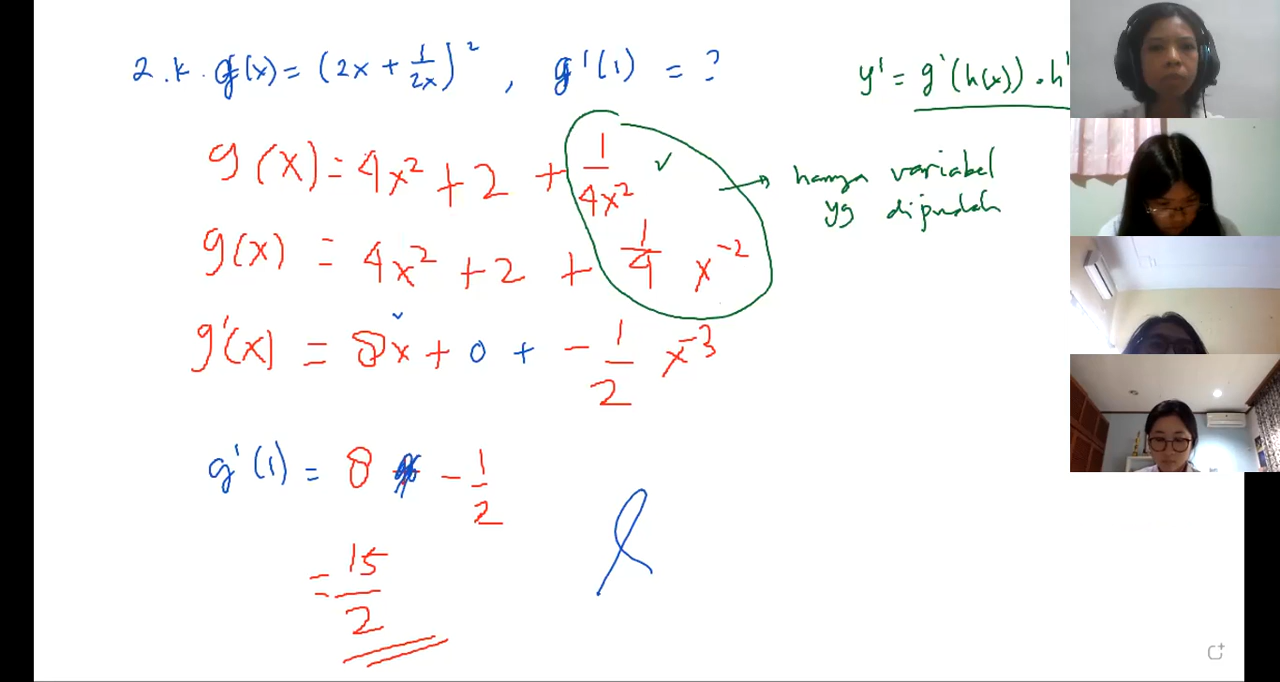 2.k. g(x) = (2x + 1/2x)², g'(1) = ?
y' = g'(h(x)) · h'
g(x) = 4x² + 2 + 1/4x² ✓
→ hanya variabel
yg dipindah
g(x) = 4x² + 2 + 1/4 x⁻²
g'(x) = 8x + 0 + - 1/2 x⁻³
g'(1) = 8 - 1/2
= 15/2